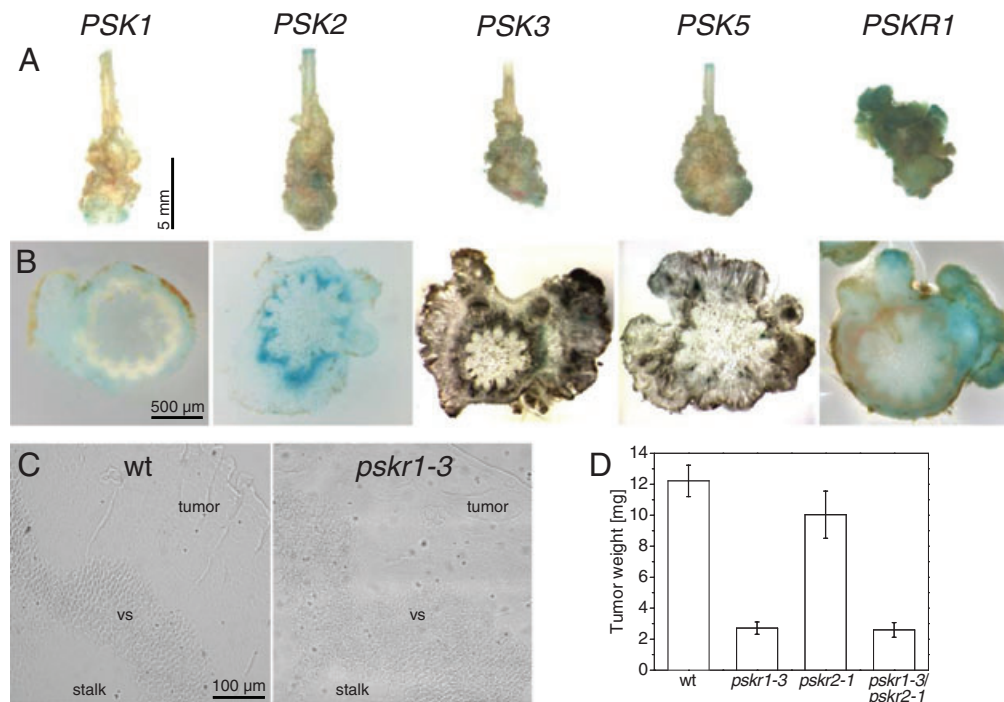 PSK1 PSK2 PSK3 PSK5 PSKR1
A
5 mm
B
500 µm
C wt pskr1-3 D
tumor tumor
vs vs
stalk 100 µm stalk
Tumor weight [mg]
14
12
10
8
6
4
2
0
wt pskr1-3 pskr2-1 pskr1-3/
pskr2-1